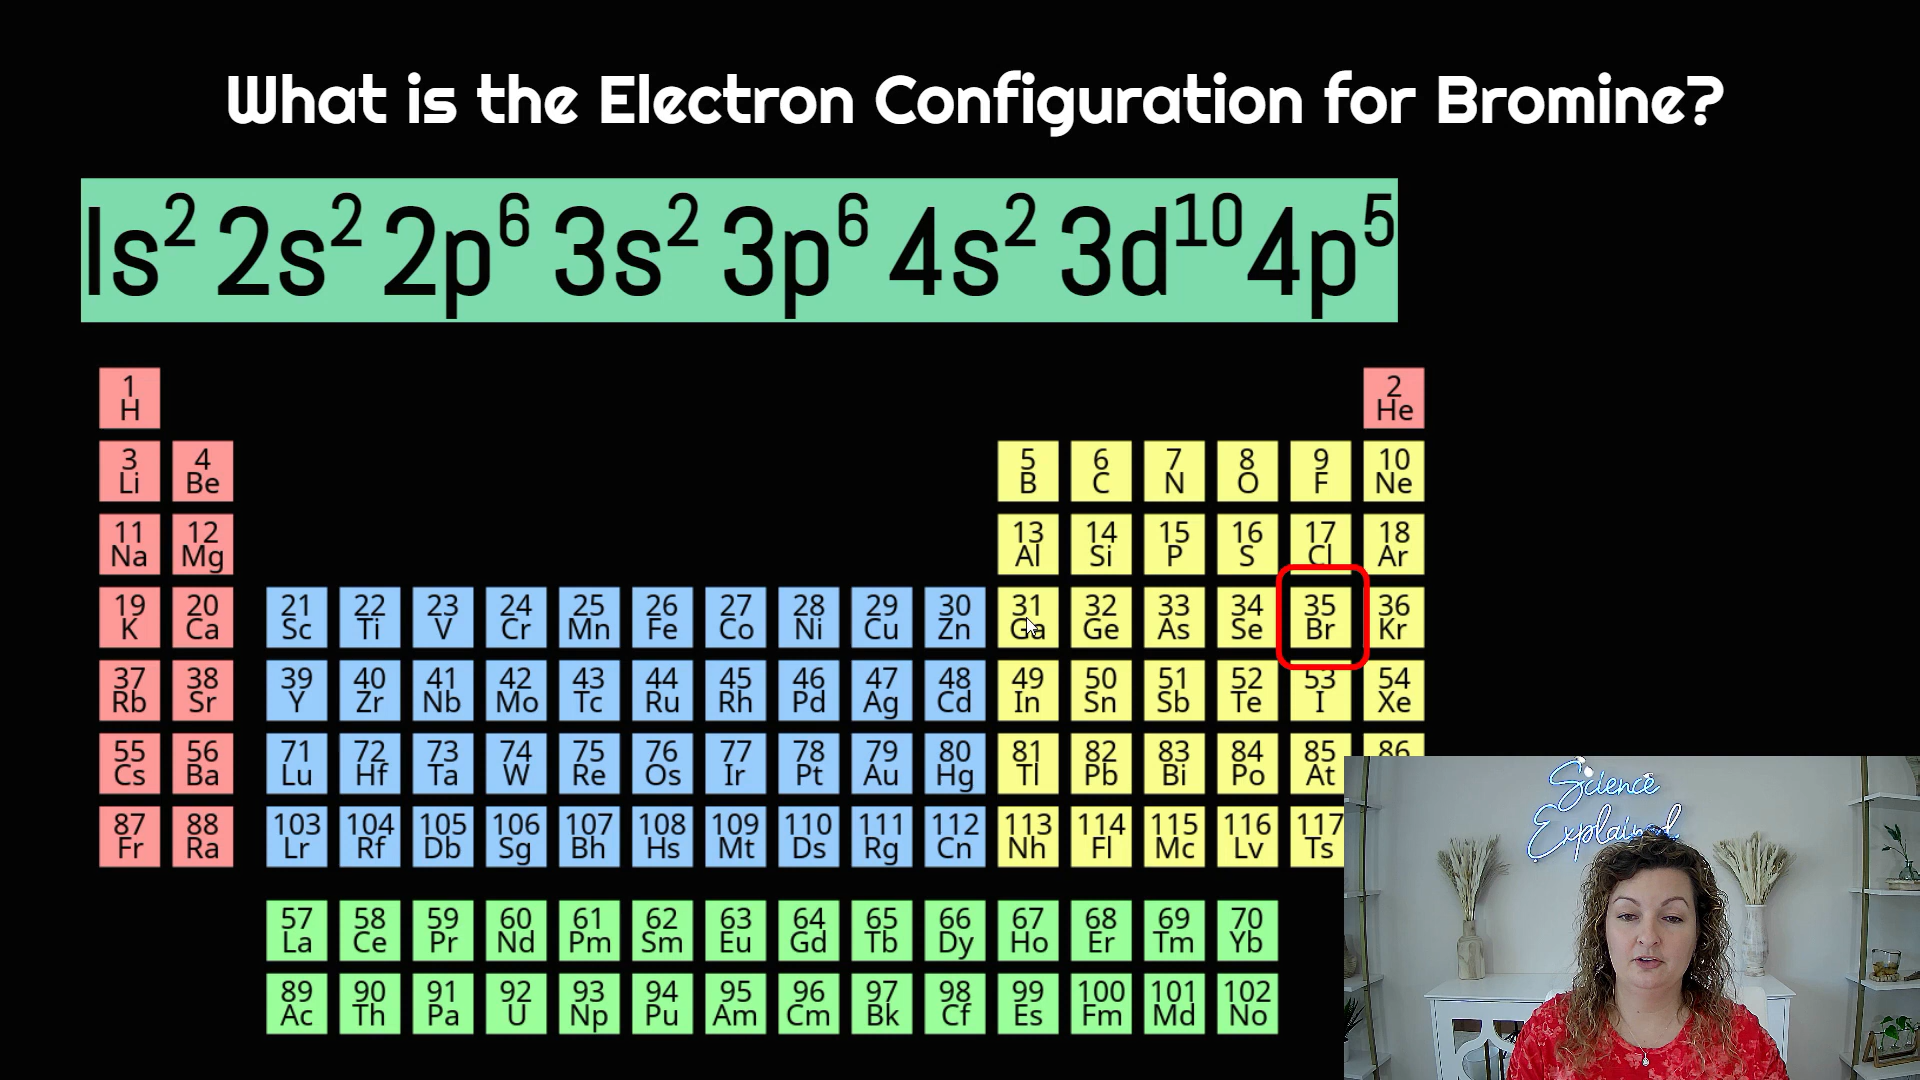 What is the Electron Configuration for Bromine?
1s² 2s² 2p⁶ 3s² 3p⁶ 4s² 3d¹⁰ 4p⁵
1 2
H He
3 4 5 6 7 8 9 10
Li Be B C N O F Ne
11 12 13 14 15 16 17 18
Na Mg Al Si P S Cl Ar
19 20 21 22 23 24 25 26 27 28 29 30 31 32 33 34 35 36
K Ca Sc Ti V Cr Mn Fe Co Ni Cu Zn Ga Ge As Se Br Kr
37 38 39 40 41 42 43 44 45 46 47 48 49 50 51 52 53 54
Rb Sr Y Zr Nb Mo Tc Ru Rh Pd Ag Cd In Sn Sb Te I Xe
55 56 71 72 73 74 75 76 77 78 79 80 81 82 83 84 85 86
Cs Ba Lu Hf Ta W Re Os Ir Pt Au Hg Tl Pb Bi Po At
87 88 103 104 105 106 107 108 109 110 111 112 113 114 115 116 117
Fr Ra Lr Rf Db Sg Bh Hs Mt Ds Rg Cn Nh Fl Mc Lv Ts
57 58 59 60 61 62 63 64 65 66 67 68 69 70
La Ce Pr Nd Pm Sm Eu Gd Tb Dy Ho Er Tm Yb
89 90 91 92 93 94 95 96 97 98 99 100 101 102
Ac Th Pa U Np Pu Am Cm Bk Cf Es Fm Md No
Science
Explained